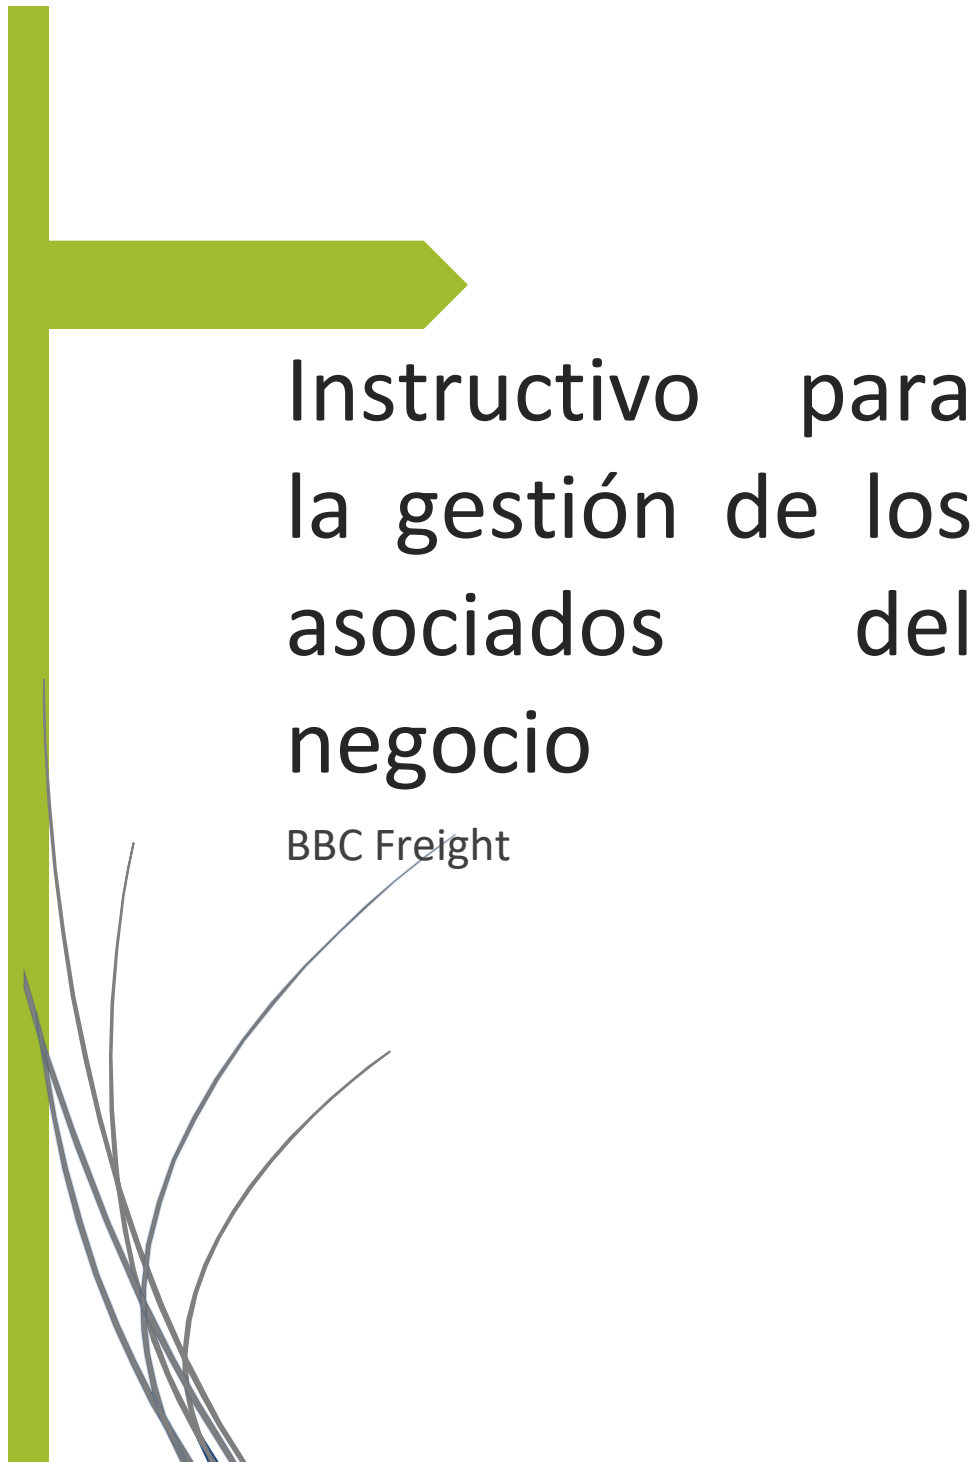 Instructivo para
la gestión de los
asociados del
negocio
BBC Freight